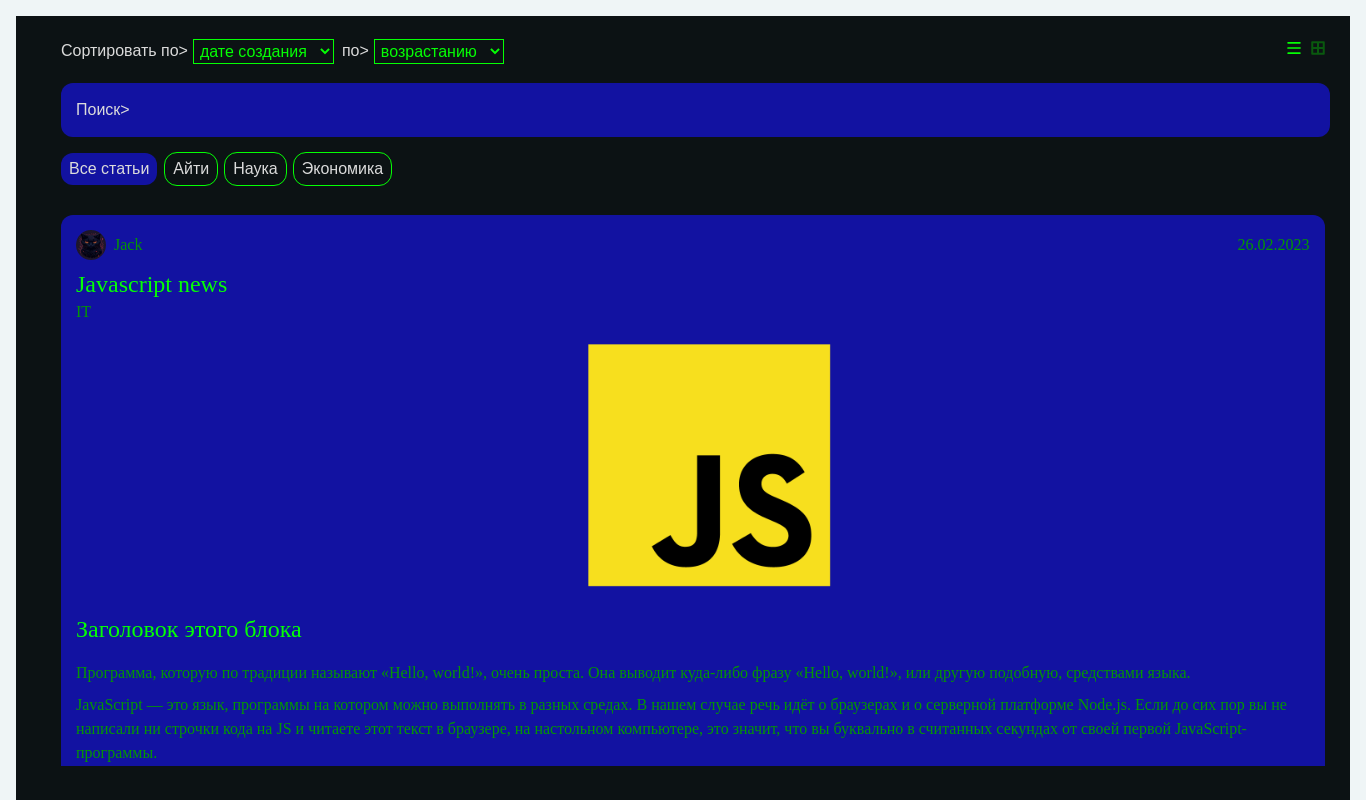 Сортировать по> дате создания по> возрастанию
Поиск>
Все статьи Айти Наука Экономика
Jack 26.02.2023
Javascript news
IT
JS
Заголовок этого блока
Программа, которую по традиции называют «Hello, world!», очень проста. Она выводит куда-либо фразу «Hello, world!», или другую подобную, средствами языка.
JavaScript — это язык, программы на котором можно выполнять в разных средах. В нашем случае речь идёт о браузерах и о серверной платформе Node.js. Если до сих пор вы не
написали ни строчки кода на JS и читаете этот текст в браузере, на настольном компьютере, это значит, что вы буквально в считанных секундах от своей первой JavaScript-
программы.